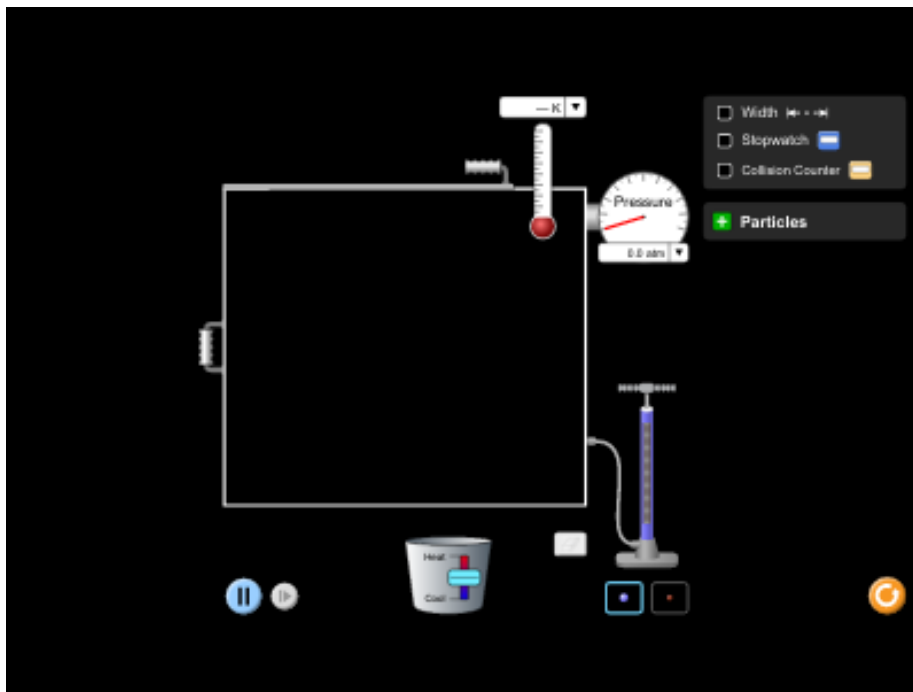 — K
Width
Stopwatch
Collision Counter
Pressure
Particles
0.0 atm
Heat
Cool